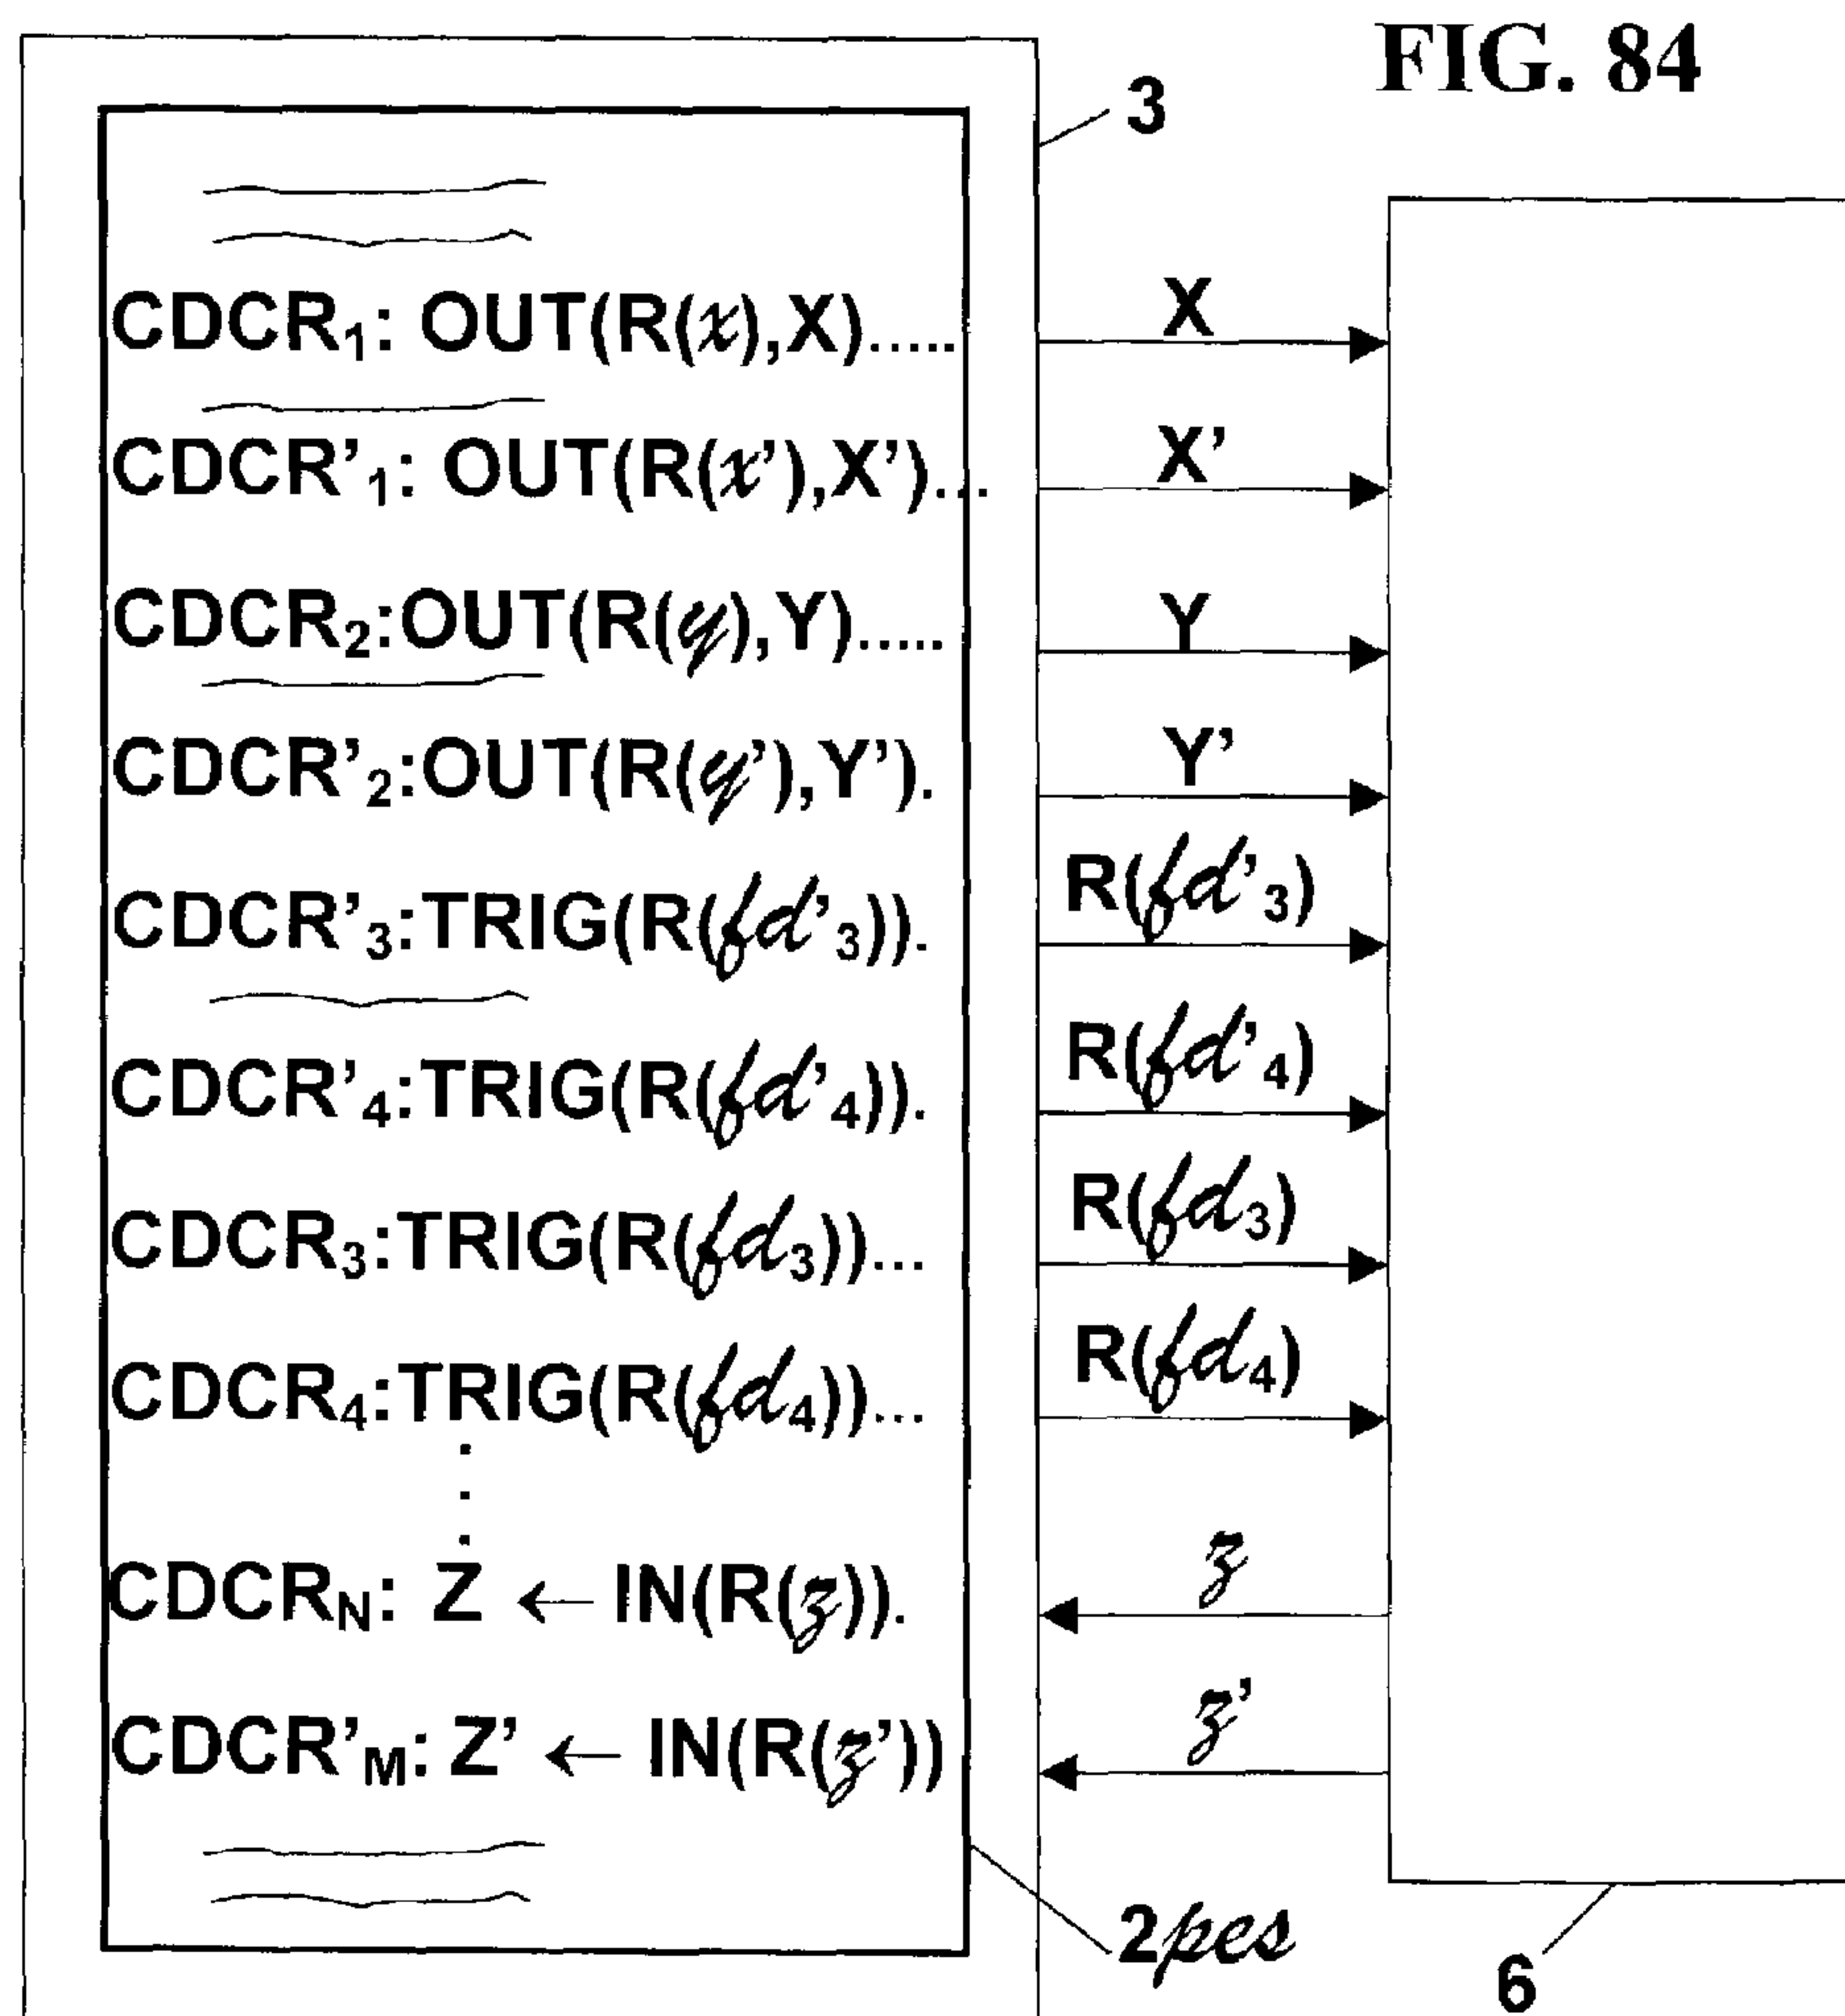 FIG. 84
3
CDCR₁: OUT(R(x),X).....
X
CDCR'₁: OUT(R(x'),X')...
X'
CDCR₂:OUT(R(y),Y).....
Y
CDCR'₂:OUT(R(y'),Y').
Y'
CDCR'₃:TRIG(R(fd'₃)).
R(fd'₃)
CDCR'₄:TRIG(R(fd'₄)).
R(fd'₄)
CDCR₃:TRIG(R(fd₃))...
R(fd₃)
CDCR₄:TRIG(R(fd₄))...
R(fd₄)
CDCR_N: Z ← IN(R(z)).
z
CDCR'_M: Z' ← IN(R(z'))
z'
2pes
6